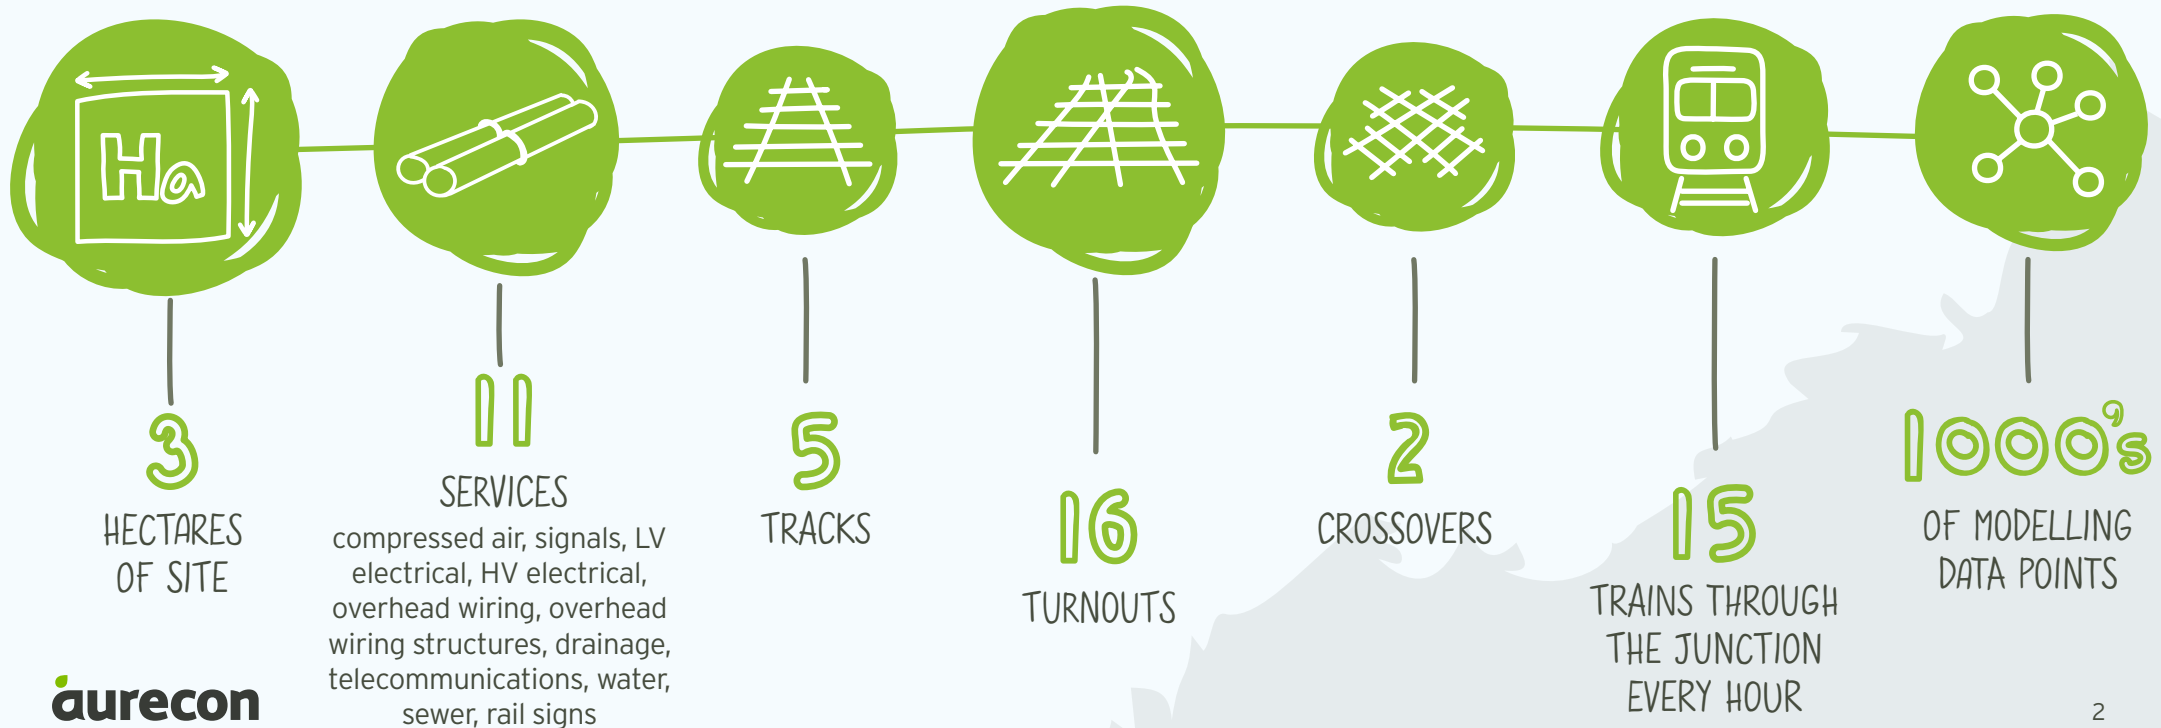 Ha
3
HECTARES
OF SITE
11
SERVICES
compressed air, signals, LV
electrical, HV electrical,
overhead wiring, overhead
wiring structures, drainage,
telecommunications, water,
sewer, rail signs
5
TRACKS
16
TURNOUTS
2
CROSSOVERS
15
TRAINS THROUGH
THE JUNCTION
EVERY HOUR
1000's
OF MODELLING
DATA POINTS
aurecon
2